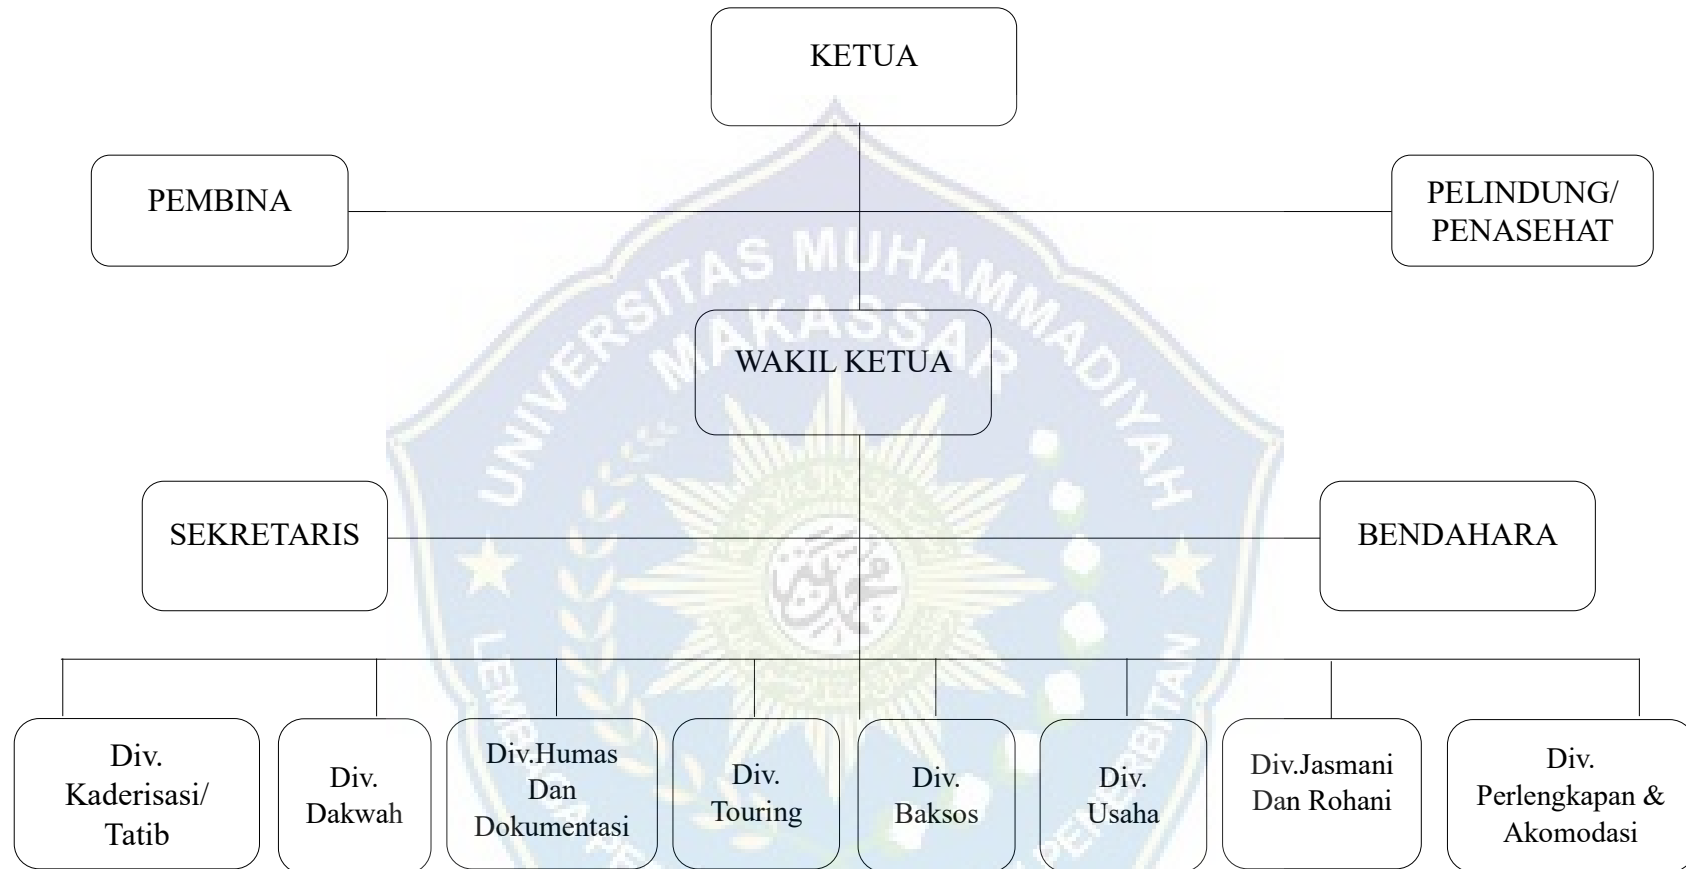 KETUA
PEMBINA
PELINDUNG/
PENASEHAT
UNIVERSITAS MUHAMMADIYAH
MAKASSAR
WAKIL KETUA
SEKRETARIS
BENDAHARA
Div.
Kaderisasi/
Tatib
Div.
Dakwah
Div.Humas
Dan
Dokumentasi
Div.
Touring
Div.
Baksos
Div.
Usaha
Div.Jasmani
Dan Rohani
Div.
Perlengkapan &
Akomodasi